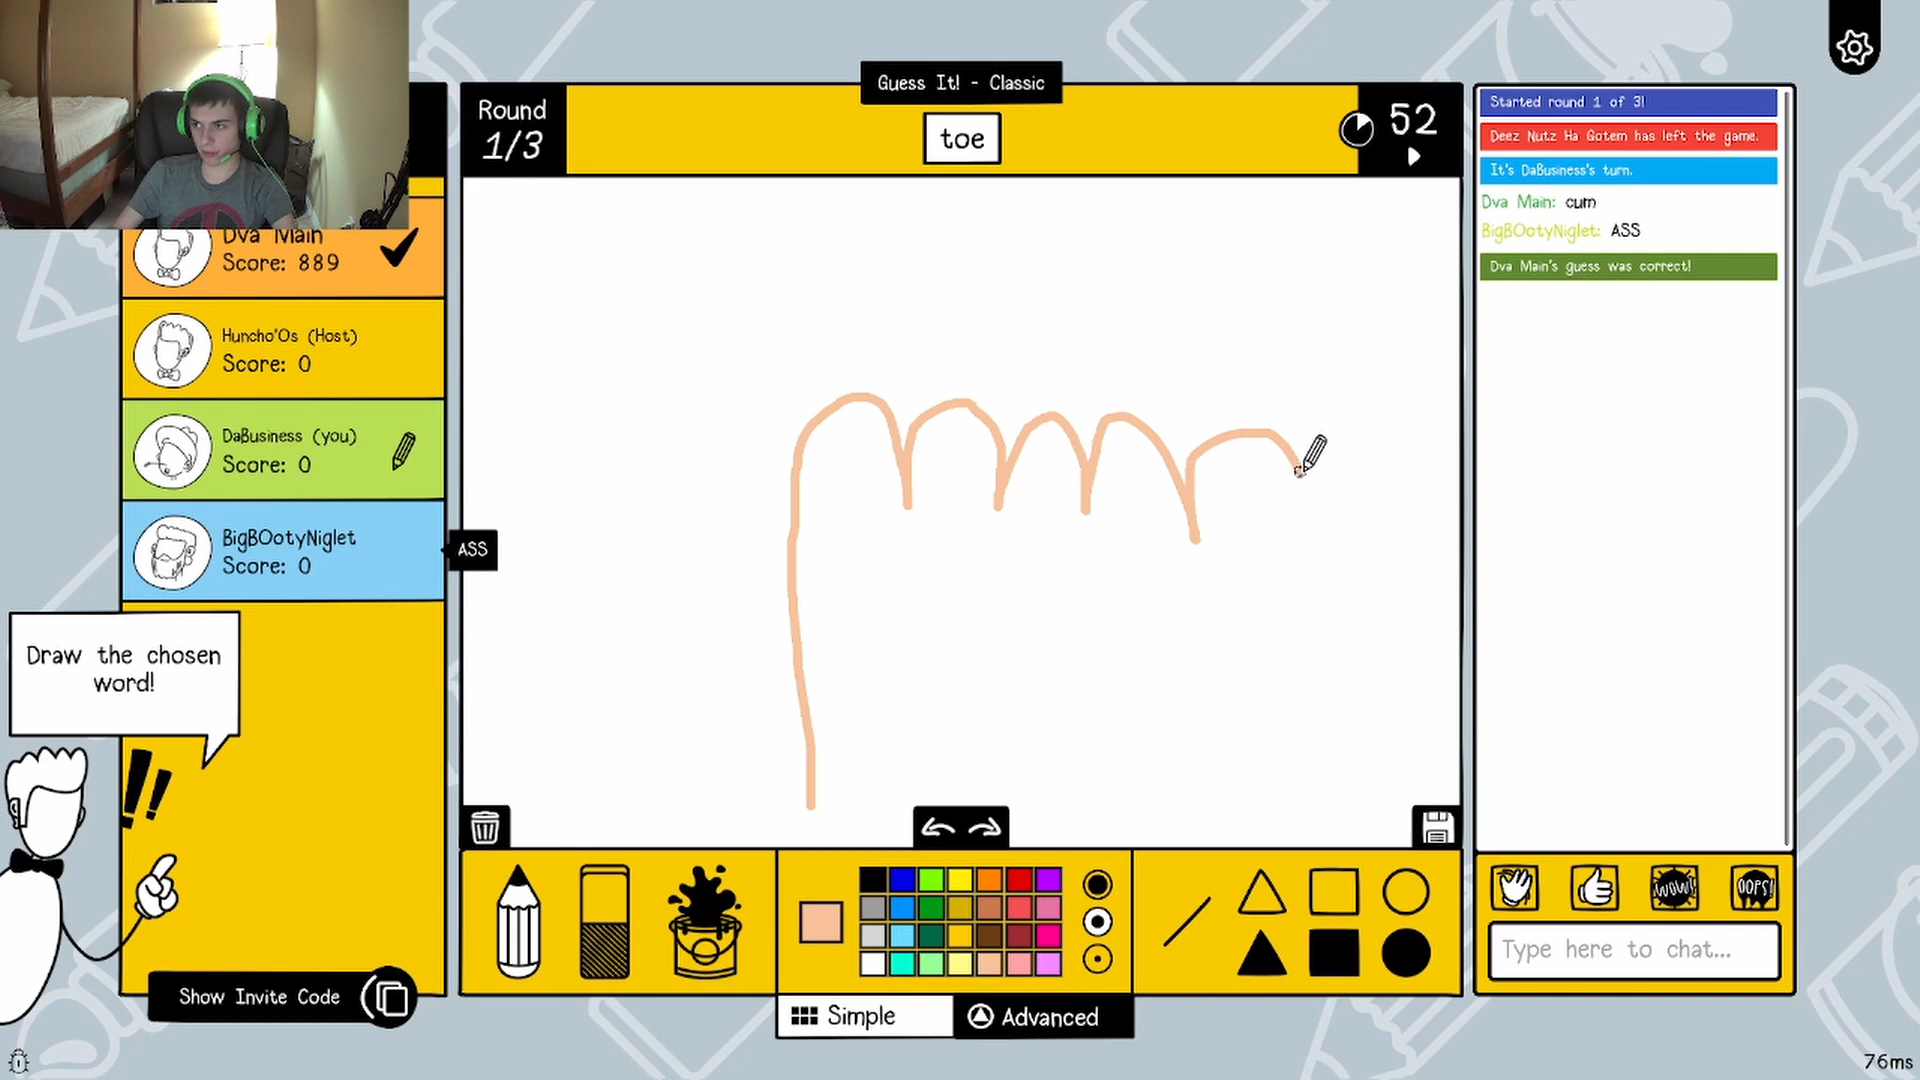 Guess It! - Classic
Round
1/3
toe
52
Dva Main
Score: 889
Huncho'Os (Host)
Score: 0
DaBusiness (you)
Score: 0
BigBOotyNiglet
Score: 0
ASS
Draw the chosen
word!
!!
Show Invite Code
Simple
Advanced
Started round 1 of 3!
Deez Nutz Ha Gotem has left the game.
It's DaBusiness's turn.
Dva Main: cum
BigBOotyNiglet: ASS
Dva Main's guess was correct!
WOW!
OOPS!
Type here to chat...
76ms